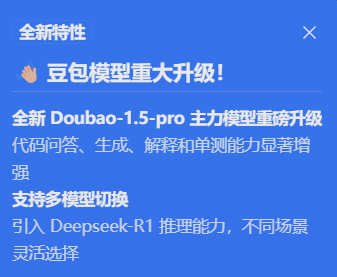 全新特性
👋 豆包模型重大升级！
全新 Doubao-1.5-pro 主力模型重磅升级
代码问答、生成、解释和单测能力显著增
强
支持多模型切换
引入 Deepseek-R1 推理能力，不同场景
灵活选择